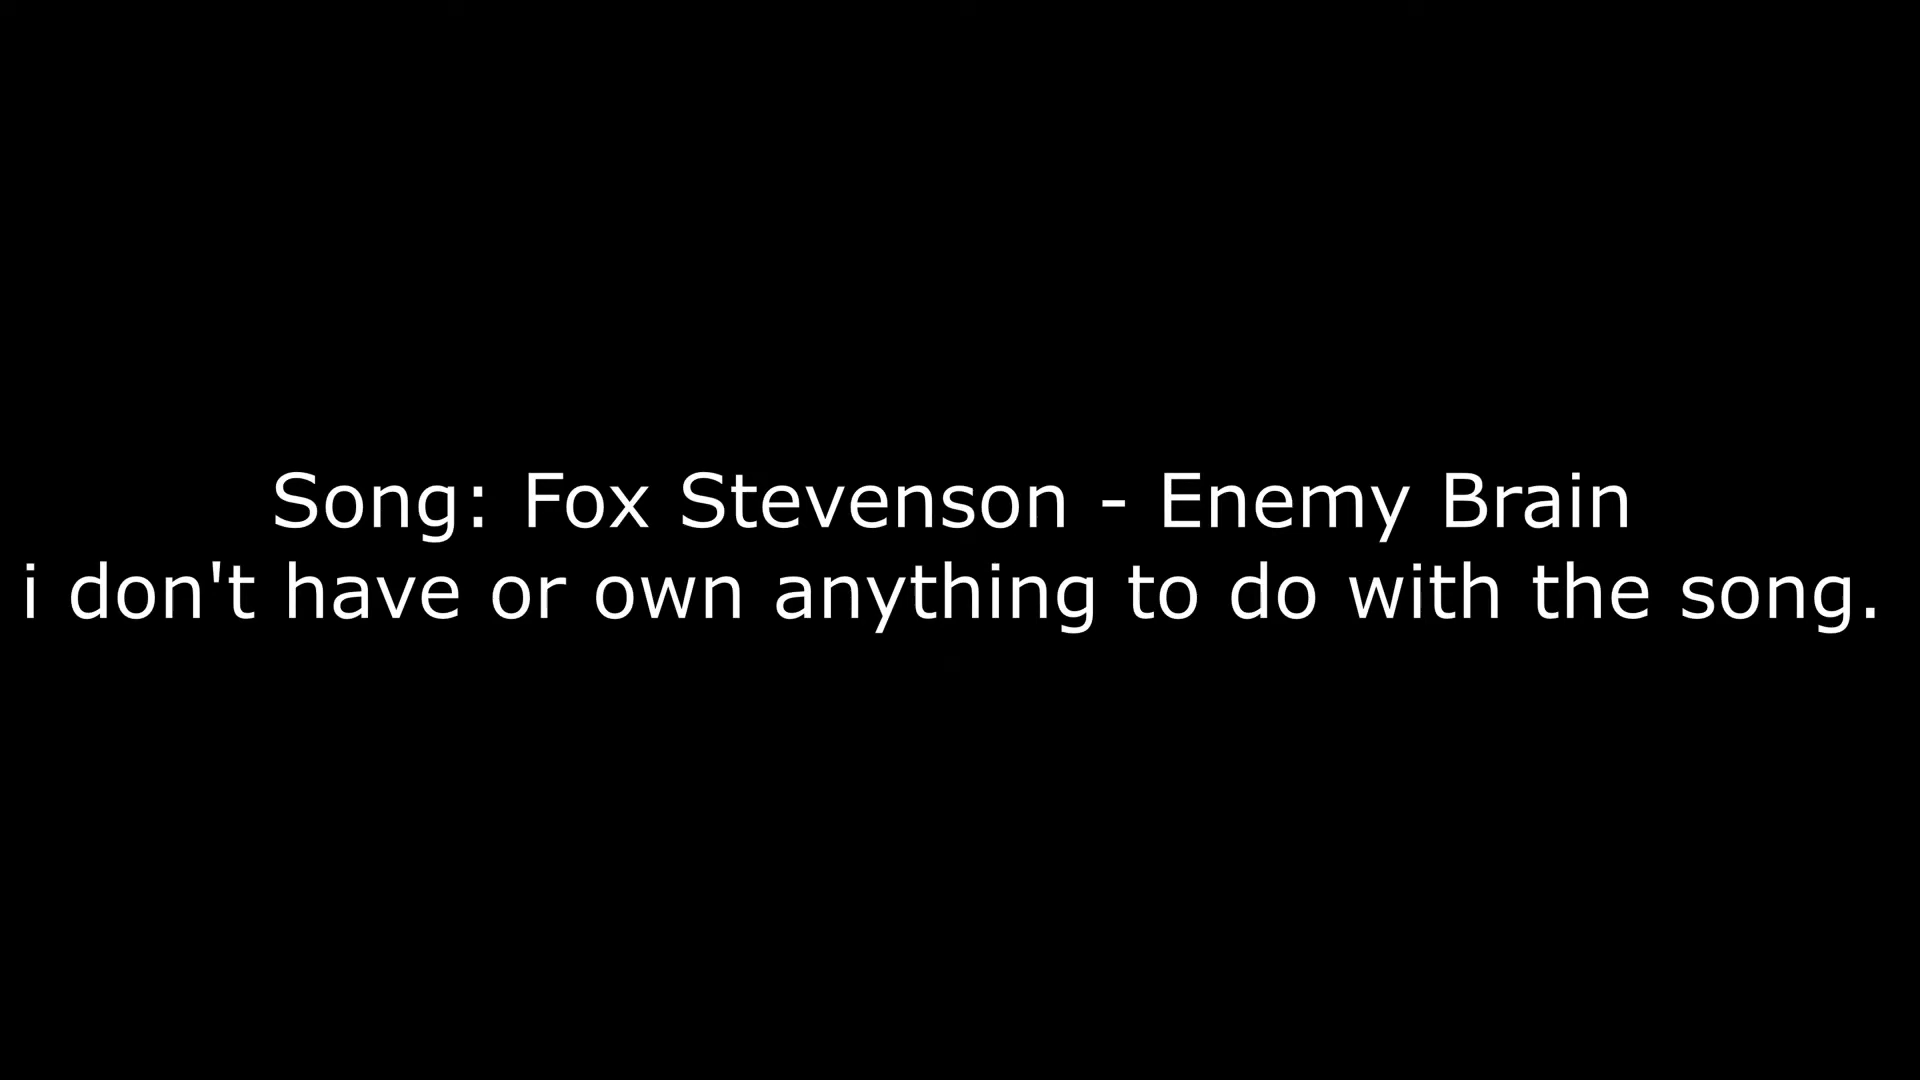 Song: Fox Stevenson - Enemy Brain
i don't have or own anything to do with the song.